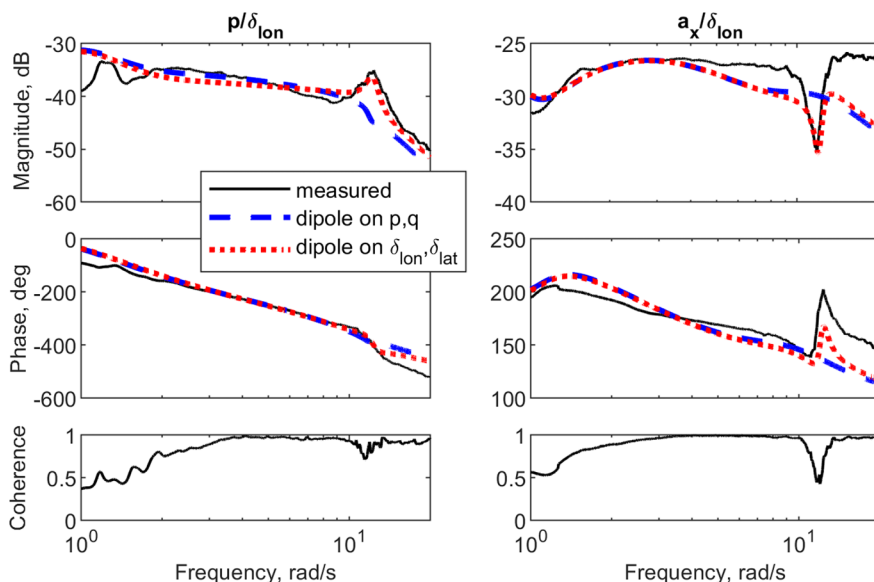 p/δlon
ax/δlon
Magnitude, dB
-30
-40
-50
-60
-25
-30
-35
-40
measured
dipole on p,q
dipole on δlon,δlat
Phase, deg
0
-200
-400
-600
250
200
150
100
Coherence
1
0.5
0
1
0.5
0
10^0
10^1
10^0
10^1
Frequency, rad/s
Frequency, rad/s